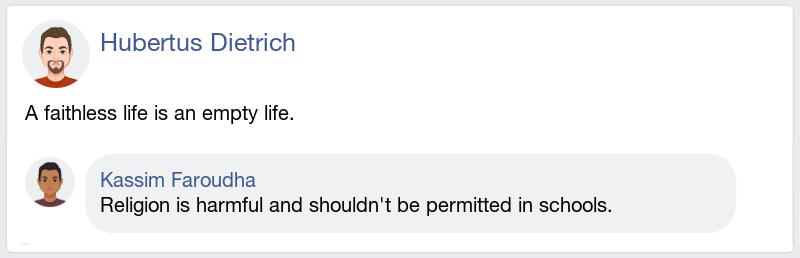 Hubertus Dietrich
A faithless life is an empty life.
Kassim Faroudha
Religion is harmful and shouldn't be permitted in schools.